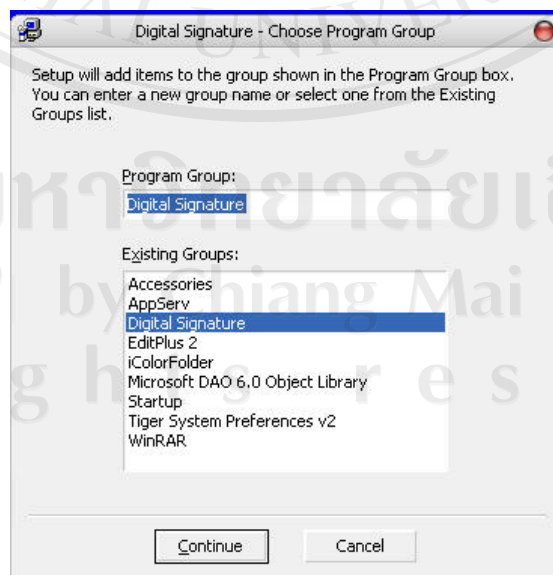 Digital Signature - Choose Program Group
Setup will add items to the group shown in the Program Group box.
You can enter a new group name or select one from the Existing
Groups list.
Program Group:
Digital Signature
Existing Groups:
Accessories
AppServ
Digital Signature
EditPlus 2
iColorFolder
Microsoft DAO 6.0 Object Library
Startup
Tiger System Preferences v2
WinRAR
Continue
Cancel
by Chiang Mai